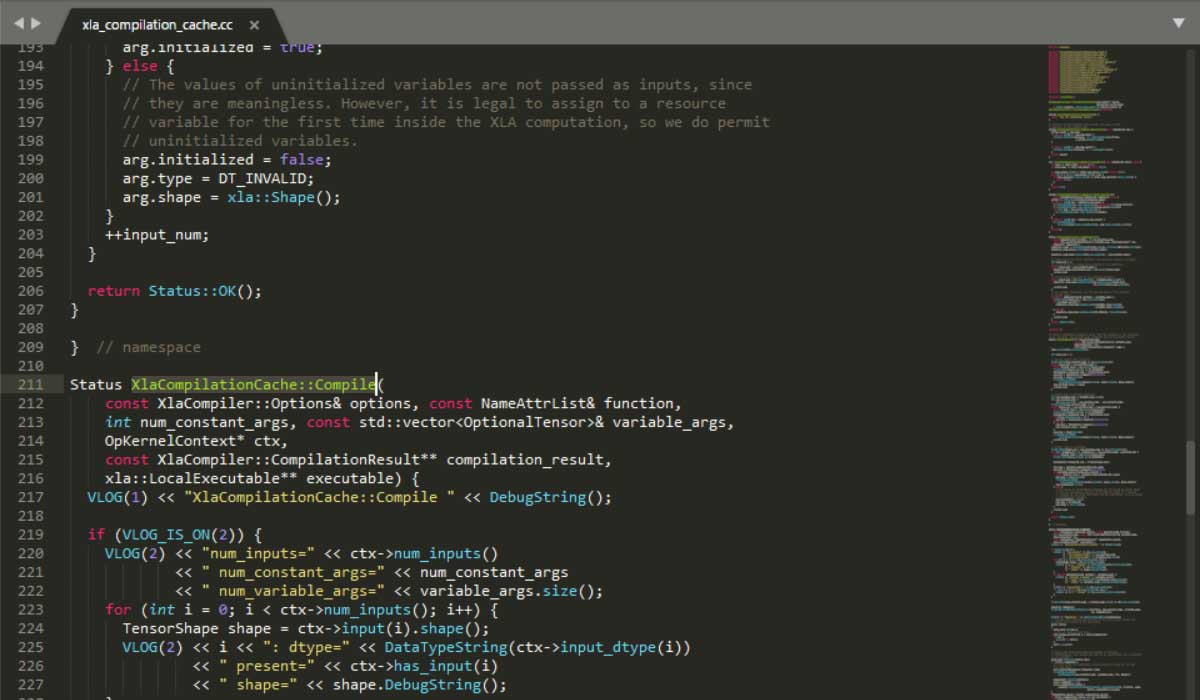 xla_compilation_cache.cc ×
193 arg.initialized = true;
194 } else {
195 // The values of uninitialized variables are not passed as inputs, since
196 // they are meaningless. However, it is legal to assign to a resource
197 // variable for the first time inside the XLA computation, so we do permit
198 // uninitialized variables.
199 arg.initialized = false;
200 arg.type = DT_INVALID;
201 arg.shape = xla::Shape();
202 }
203 ++input_num;
204 }
205
206 return Status::OK();
207 }
208
209 } // namespace
210
211 Status XlaCompilationCache::Compile(
212 const XlaCompiler::Options& options, const NameAttrList& function,
213 int num_constant_args, const std::vector<OptionalTensor>& variable_args,
214 OpKernelContext* ctx,
215 const XlaCompiler::CompilationResult** compilation_result,
216 xla::LocalExecutable** executable) {
217 VLOG(1) << "XlaCompilationCache::Compile " << DebugString();
218
219 if (VLOG_IS_ON(2)) {
220 VLOG(2) << "num_inputs=" << ctx->num_inputs()
221 << " num_constant_args=" << num_constant_args
222 << " num_variable_args=" << variable_args.size();
223 for (int i = 0; i < ctx->num_inputs(); i++) {
224 TensorShape shape = ctx->input(i).shape();
225 VLOG(2) << i << ": dtype=" << DataTypeString(ctx->input_dtype(i))
226 << " present=" << ctx->has_input(i)
227 << " shape=" << shape.DebugString();